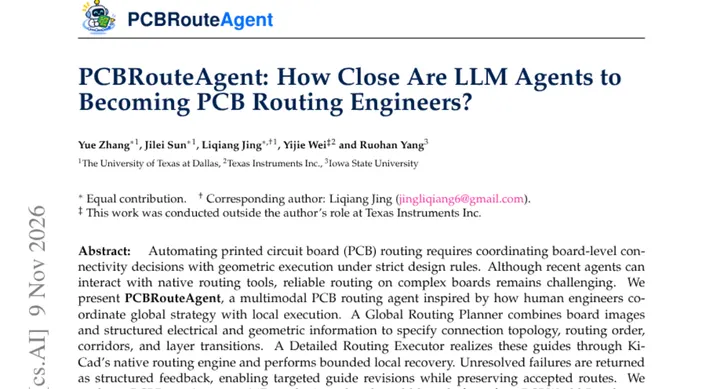 PCBRouteAgent
PCBRouteAgent: How Close Are LLM Agents to
Becoming PCB Routing Engineers?
Yue Zhang*1, Jilei Sun*1, Liqiang Jing*,†1, Yijie Wei‡2 and Ruohan Yang3
1The University of Texas at Dallas, 2Texas Instruments Inc., 3Iowa State University
* Equal contribution. † Corresponding author: Liqiang Jing (jingliqiang6@gmail.com).
‡ This work was conducted outside the author's role at Texas Instruments Inc.
Abstract: Automating printed circuit board (PCB) routing requires coordinating board-level con-
nectivity decisions with geometric execution under strict design rules. Although recent agents can
interact with native routing tools, reliable routing on complex boards remains challenging. We
present PCBRouteAgent, a multimodal PCB routing agent inspired by how human engineers co-
ordinate global strategy with local execution. A Global Routing Planner combines board images
and structured electrical and geometric information to specify connection topology, routing order,
corridors, and layer transitions. A Detailed Routing Executor realizes these guides through Ki-
Cad's native routing engine and performs bounded local recovery. Unresolved failures are returned
as structured feedback, enabling targeted guide revisions while preserving accepted routes. We
cs.AI] 9 Nov 2026